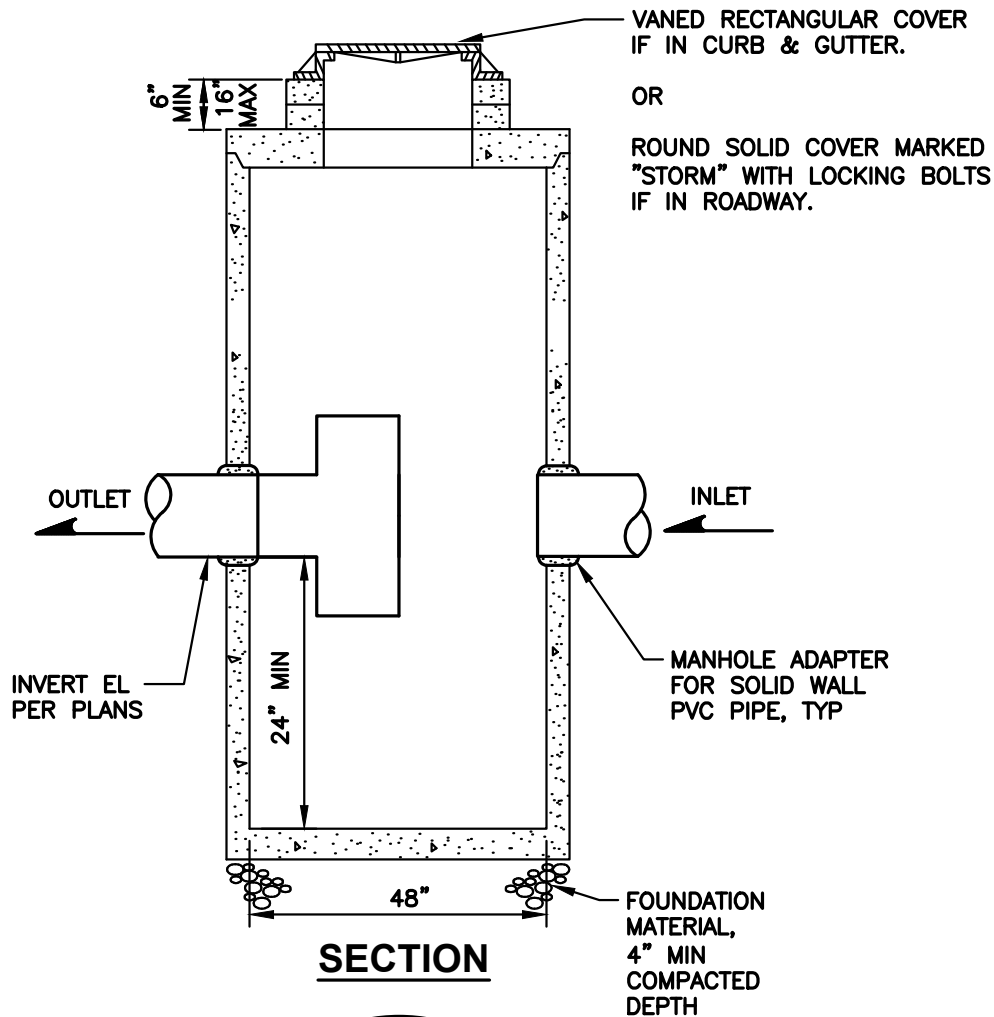 VANED RECTANGULAR COVER
IF IN CURB & GUTTER.
OR
ROUND SOLID COVER MARKED
"STORM" WITH LOCKING BOLTS
IF IN ROADWAY.
6"
MIN
16"
MAX
OUTLET
INLET
INVERT EL
PER PLANS
24" MIN
MANHOLE ADAPTER
FOR SOLID WALL
PVC PIPE, TYP
48"
FOUNDATION
MATERIAL,
4" MIN
COMPACTED
DEPTH
SECTION